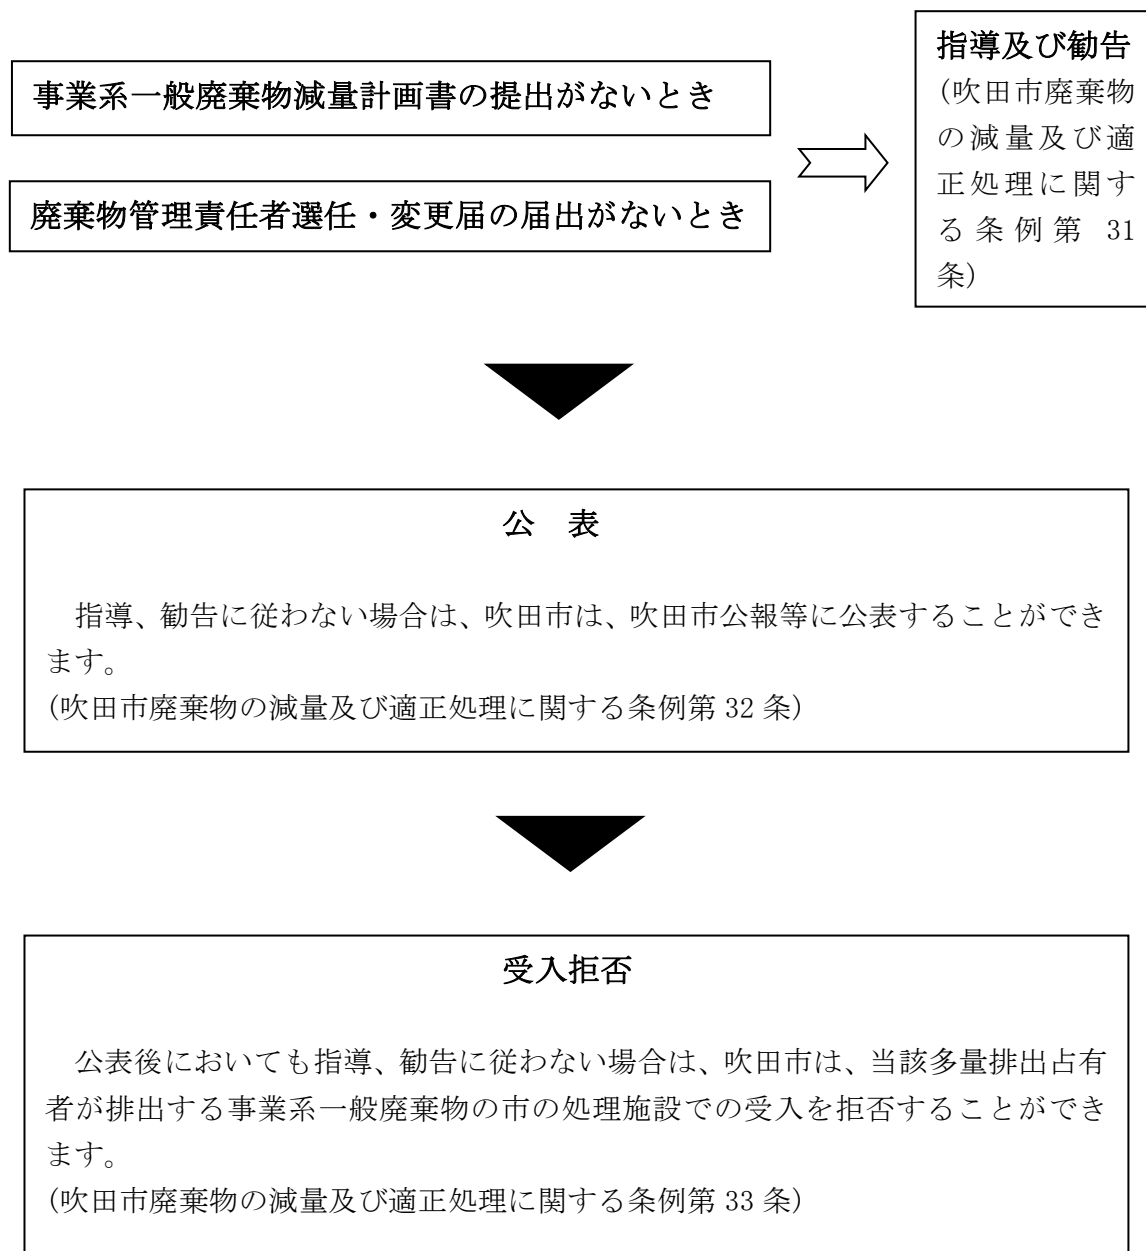 事業系一般廃棄物減量計画書の提出がないとき
廃棄物管理責任者選任・変更届の届出がないとき
指導及び勧告
(吹田市廃棄物
の減量及び適
正処理に関す
る条例第 31
条)
公 表
指導、勧告に従わない場合は、吹田市は、吹田市公報等に公表することができ
ます。
(吹田市廃棄物の減量及び適正処理に関する条例第 32 条)
受入拒否
公表後においても指導、勧告に従わない場合は、吹田市は、当該多量排出占有
者が排出する事業系一般廃棄物の市の処理施設での受入を拒否することができ
ます。
(吹田市廃棄物の減量及び適正処理に関する条例第 33 条)